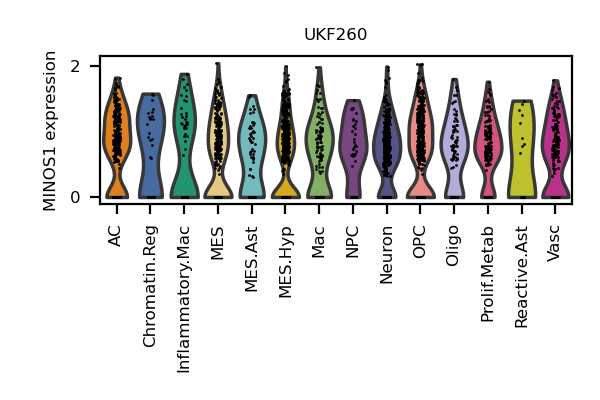 UKF260
MINOS1 expression
2
0
AC
Chromatin.Reg
Inflammatory.Mac
MES
MES.Ast
MES.Hyp
Mac
NPC
Neuron
OPC
Oligo
Prolif.Metab
Reactive.Ast
Vasc